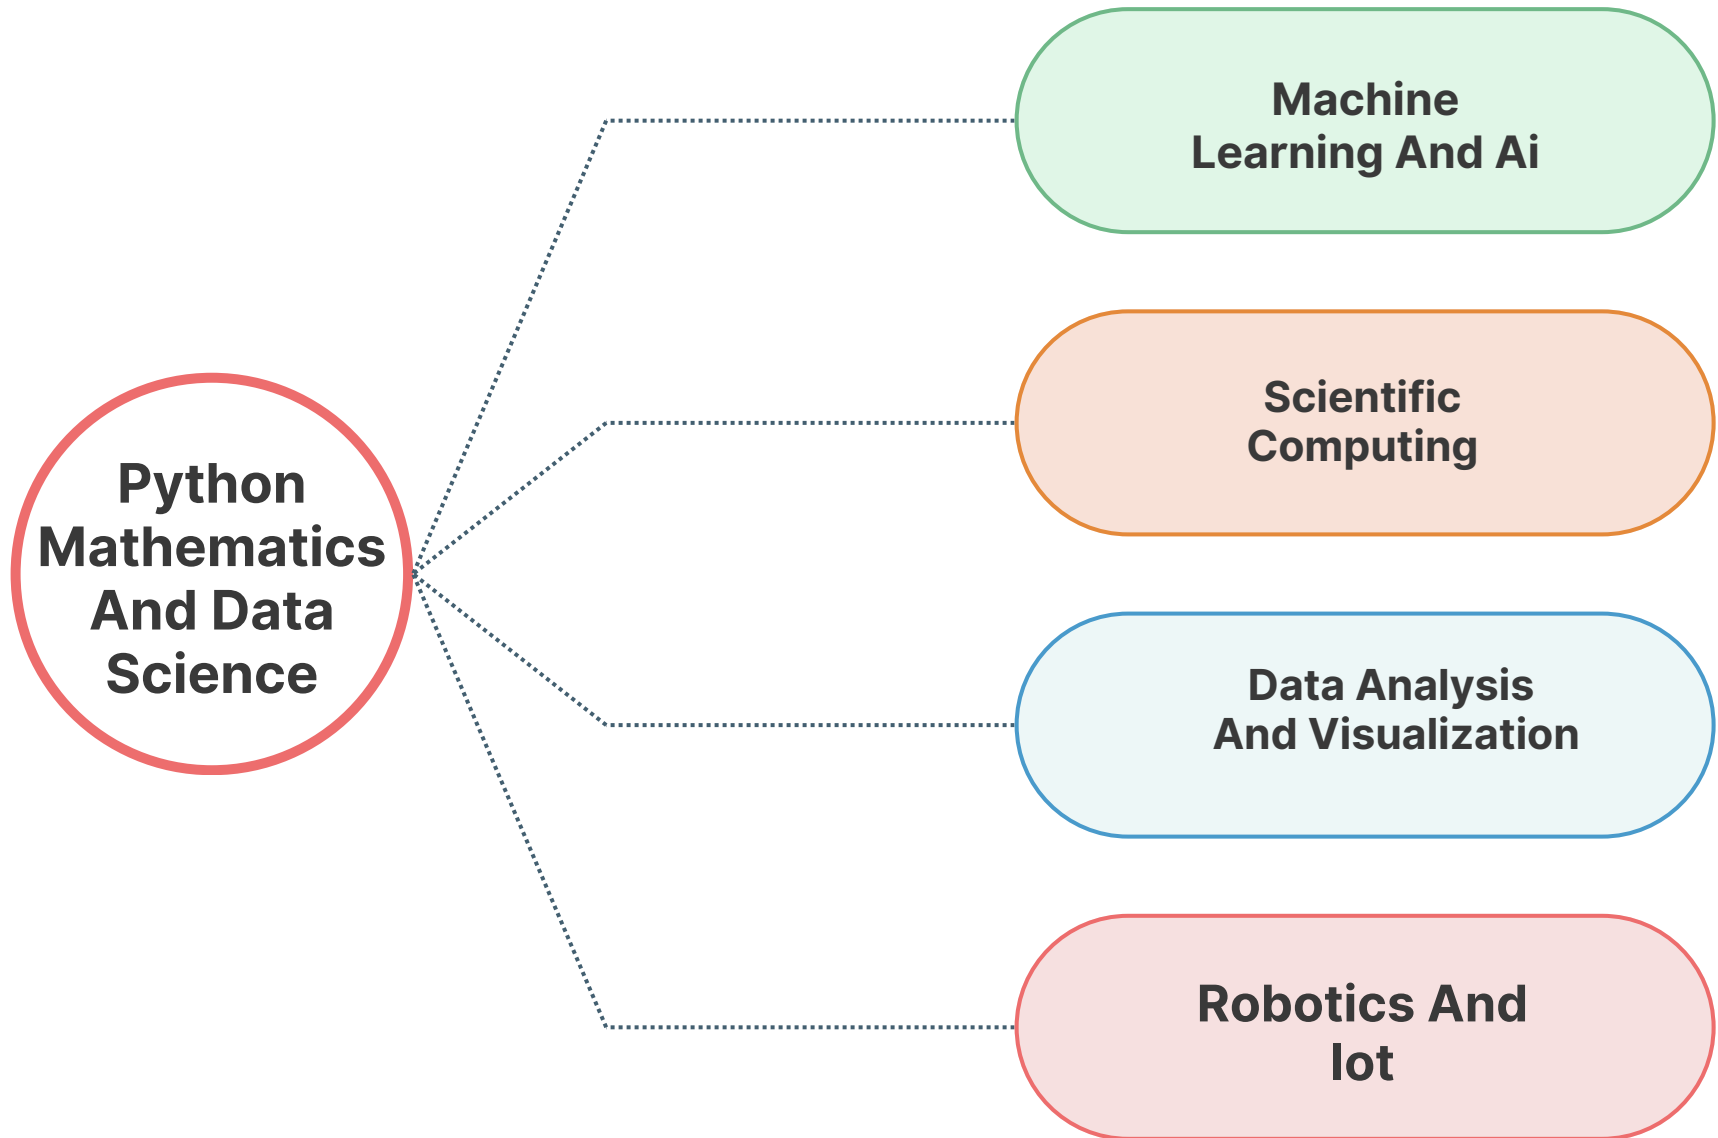 Python
Mathematics
And Data
Science
Machine
Learning And Ai
Scientific
Computing
Data Analysis
And Visualization
Robotics And
Iot